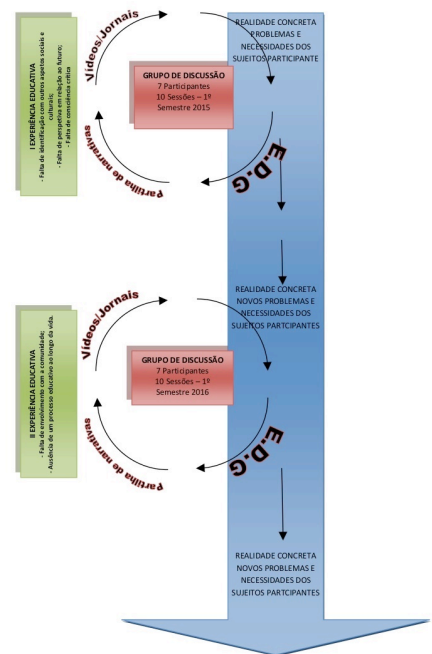 REALIDADE CONCRETA
PROBLEMAS E
NECESSIDADES DOS
SUJEITOS PARTICIPANTE
Vídeos/Jornais
I EXPERIÊNCIA EDUCATIVA
- Falta de identificação com outros aspetos sociais e
culturais;
- Falta de perspetiva em relação ao futuro;
- Falta de consciência crítica
GRUPO DE DISCUSSÃO
7 Participantes
10 Sessões – 1º
Semestre 2015
E.D.G
Partilha de narrativas
REALIDADE CONCRETA
NOVOS PROBLEMAS E
NECESSIDADES DOS
SUJEITOS PARTCIPANTES
Vídeos/Jornais
II EXPERIÊNCIA EDUCATIVA
- Falta de envolvimento com a comunidade;
- Ausência de um processo educativo ao longo da vida.
GRUPO DE DISCUSSÃO
7 Participantes
10 Sessões – 1º
Semestre 2016
E.D.G
Partilha de narrativas
REALIDADE CONCRETA
NOVOS PROBLEMAS E
NECESSIDADES DOS
SUJEITOS PARTCIPANTES